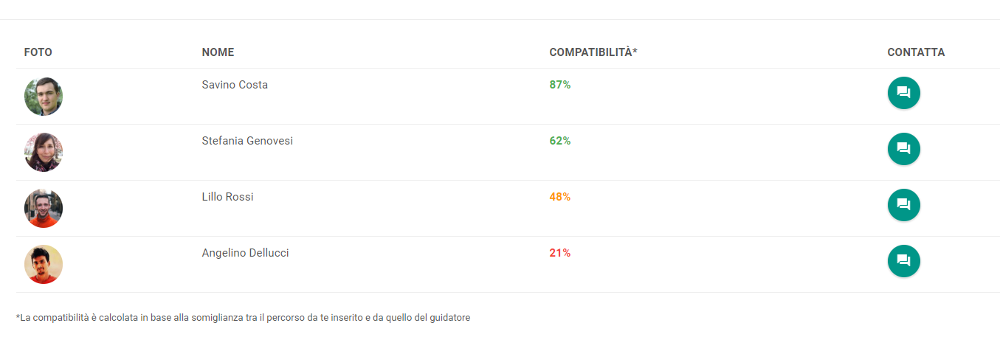 FOTO NOME COMPATIBILITÀ* CONTATTA
Savino Costa 87%
Stefania Genovesi 62%
Lillo Rossi 48%
Angelino Dellucci 21%
*La compatibilità è calcolata in base alla somiglianza tra il percorso da te inserito e da quello del guidatore